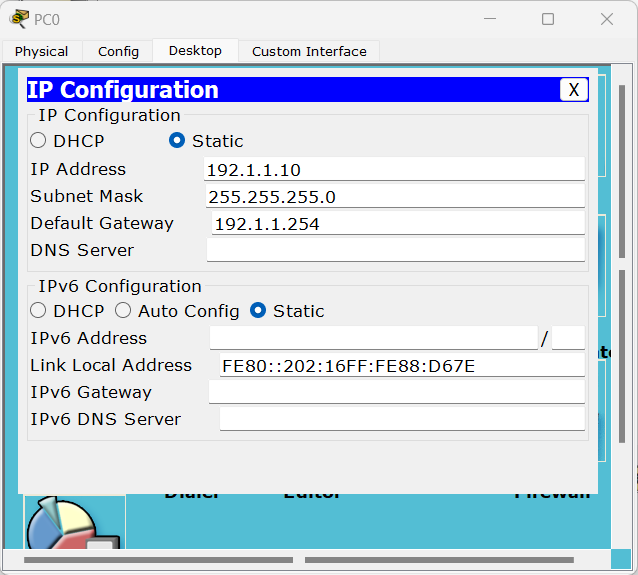 PC0
Physical Config Desktop Custom Interface
IP Configuration X
IP Configuration
DHCP Static
IP Address 192.1.1.10
Subnet Mask 255.255.255.0
Default Gateway 192.1.1.254
DNS Server
IPv6 Configuration
DHCP Auto Config Static
IPv6 Address /
Link Local Address FE80::202:16FF:FE88:D67E
IPv6 Gateway
IPv6 DNS Server
Dialer Editor Firewall